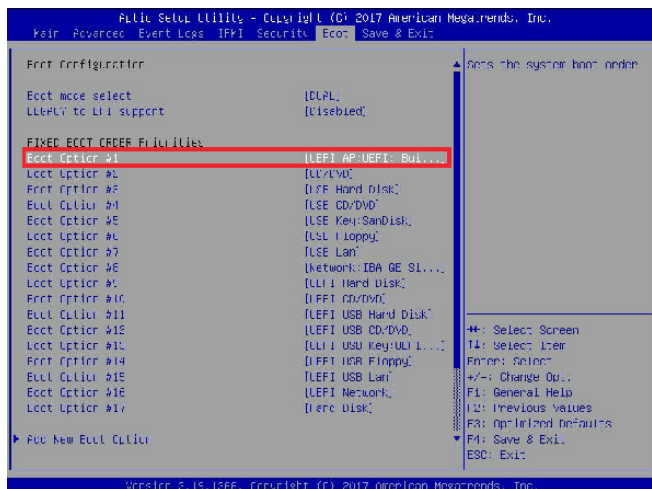 Aptio Setup Utility - Copyright (C) 2017 American Megatrends, Inc.
Main Advanced Event Logs IPMI Security Boot Save & Exit
Boot Configuration
Sets the system boot order
Boot mode select [DUAL]
LEGACY to EFI support [Disabled]
FIXED BOOT ORDER Priorities
Boot Option #1 [UEFI AP:UEFI: Bui...]
Boot Option #2 [CD/DVD]
Boot Option #3 [USB Hard Disk]
Boot Option #4 [USB CD/DVD]
Boot Option #5 [USB Key:SanDisk]
Boot Option #6 [USB Floppy]
Boot Option #7 [USB Lan]
Boot Option #8 [Network:IBA GE Sl...]
Boot Option #9 [UEFI Hard Disk]
Boot Option #10 [UEFI CD/DVD]
Boot Option #11 [UEFI USB Hard Disk]
Boot Option #12 [UEFI USB CD/DVD]
Boot Option #13 [UEFI USB Key:UEFI...]
Boot Option #14 [UEFI USB Floppy]
Boot Option #15 [UEFI USB Lan]
Boot Option #16 [UEFI Network]
Boot Option #17 [Hard Disk]
Add New Boot Option
→←: Select Screen
↑↓: Select Item
Enter: Select
+/-: Change Opt.
F1: General Help
F2: Previous Values
F3: Optimized Defaults
F4: Save & Exit
ESC: Exit
Version Copyright (C) 2017 American Megatrends, Inc.